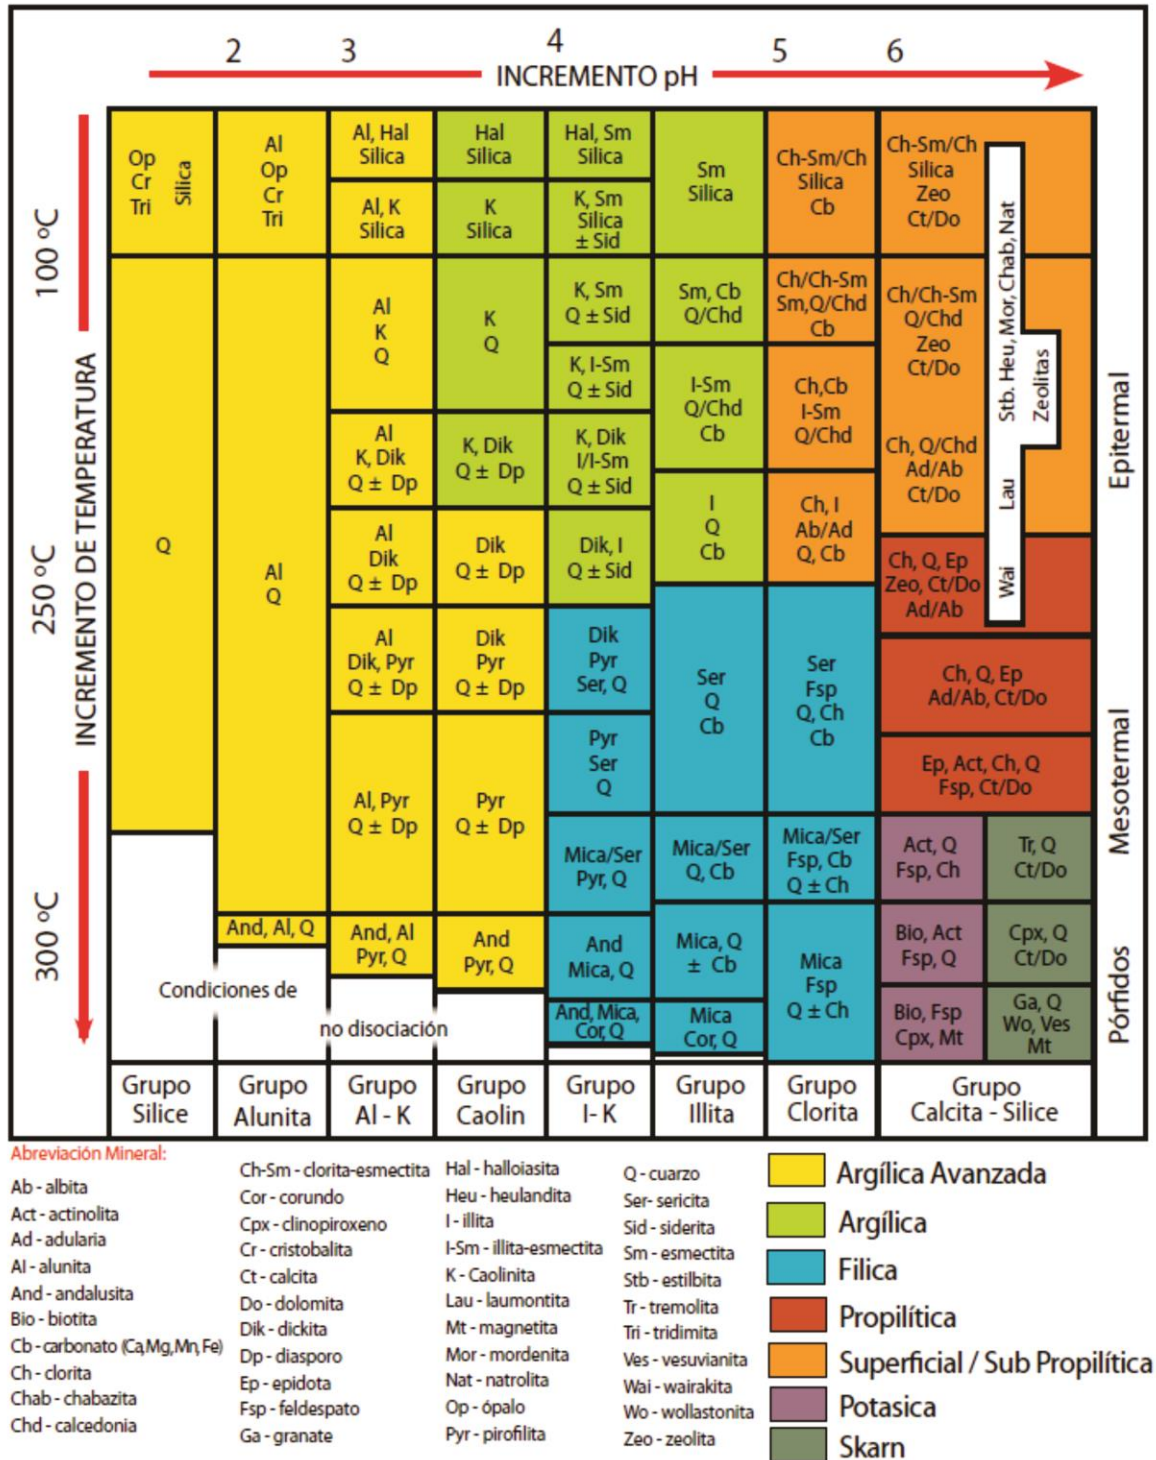 2 3 4 5 6
INCREMENTO pH
100 ºC
250 ºC
300 ºC
INCREMENTO DE TEMPERATURA
Op
Cr
Tri
Silica
Q
Al
Op
Cr
Tri
Al
Q
And, Al, Q
Al, Hal
Silica
Al, K
Silica
Al
K
Q
Al
K, Dik
Q ± Dp
Al
Dik
Q ± Dp
Al
Dik, Pyr
Q ± Dp
Al, Pyr
Q ± Dp
And, Al
Pyr, Q
Hal
Silica
K
Silica
K
Q
K, Dik
Q ± Dp
Dik
Q ± Dp
Dik
Pyr
Q ± Dp
Pyr
Q ± Dp
And
Pyr, Q
Hal, Sm
Silica
K, Sm
Silica
± Sid
K, Sm
Q ± Sid
K, I-Sm
Q ± Sid
K, Dik
I/I-Sm
Q ± Sid
Dik, I
Q ± Sid
Dik
Pyr
Ser, Q
Pyr
Ser
Q
Mica/Ser
Pyr, Q
And
Mica, Q
And, Mica,
Cor, Q
Sm
Silica
Sm, Cb
Q/Chd
I-Sm
Q/Chd
Cb
I
Q
Cb
Ser
Q
Cb
Mica/Ser
Q, Cb
Mica, Q
± Cb
Mica
Cor, Q
Ch-Sm/Ch
Silica
Cb
Ch/Ch-Sm
Sm,Q/Chd
Cb
Ch,Cb
I-Sm
Q/Chd
Ch, I
Ab/Ad
Q, Cb
Ser
Fsp
Q, Ch
Cb
Mica/Ser
Fsp, Cb
Q ± Ch
Mica
Fsp
Q ± Ch
Ch-Sm/Ch
Silica
Zeo
Ct/Do
Ch/Ch-Sm
Q/Chd
Zeo
Ct/Do
Ch, Q/Chd
Ad/Ab
Ct/Do
Ch, Q, Ep
Zeo, Ct/Do
Ad/Ab
Stb. Heu, Mor, Chab, Nat
Zeolitas
Lau
Wai
Ch, Q, Ep
Ad/Ab, Ct/Do
Ep, Act, Ch, Q
Fsp, Ct/Do
Act, Q
Fsp, Ch
Tr, Q
Ct/Do
Bio, Act
Fsp, Q
Cpx, Q
Ct/Do
Bio, Fsp
Cpx, Mt
Ga, Q
Wo, Ves
Mt
Epitermal
Mesotermal
Pórfidos
Condiciones de
no disociación
Grupo
Silice
Grupo
Alunita
Grupo
Al - K
Grupo
Caolin
Grupo
I- K
Grupo
Illita
Grupo
Clorita
Grupo
Calcita - Silice
Abreviación Mineral:
Ab - albita
Act - actinolita
Ad - adularia
Al - alunita
And - andalusita
Bio - biotita
Cb - carbonato (Ca,Mg,Mn,Fe)
Ch - clorita
Chab - chabazita
Chd - calcedonia
Ch-Sm - clorita-esmectita
Cor - corundo
Cpx - clinopiroxeno
Cr - cristobalita
Ct - calcita
Do - dolomita
Dik - dickita
Dp - diasporo
Ep - epidota
Fsp - feldespato
Ga - granate
Hal - halloiasita
Heu - heulandita
I - illita
I-Sm - illita-esmectita
K - Caolinita
Lau - laumontita
Mt - magnetita
Mor - mordenita
Nat - natrolita
Op - ópalo
Pyr - pirofilita
Q - cuarzo
Ser- sericita
Sid - siderita
Sm - esmectita
Stb - estilbita
Tr - tremolita
Tri - tridimita
Ves - vesuvianita
Wai - wairakita
Wo - wollastonita
Zeo - zeolita
Argílica Avanzada
Argílica
Filica
Propilítica
Superficial / Sub Propilítica
Potasica
Skarn